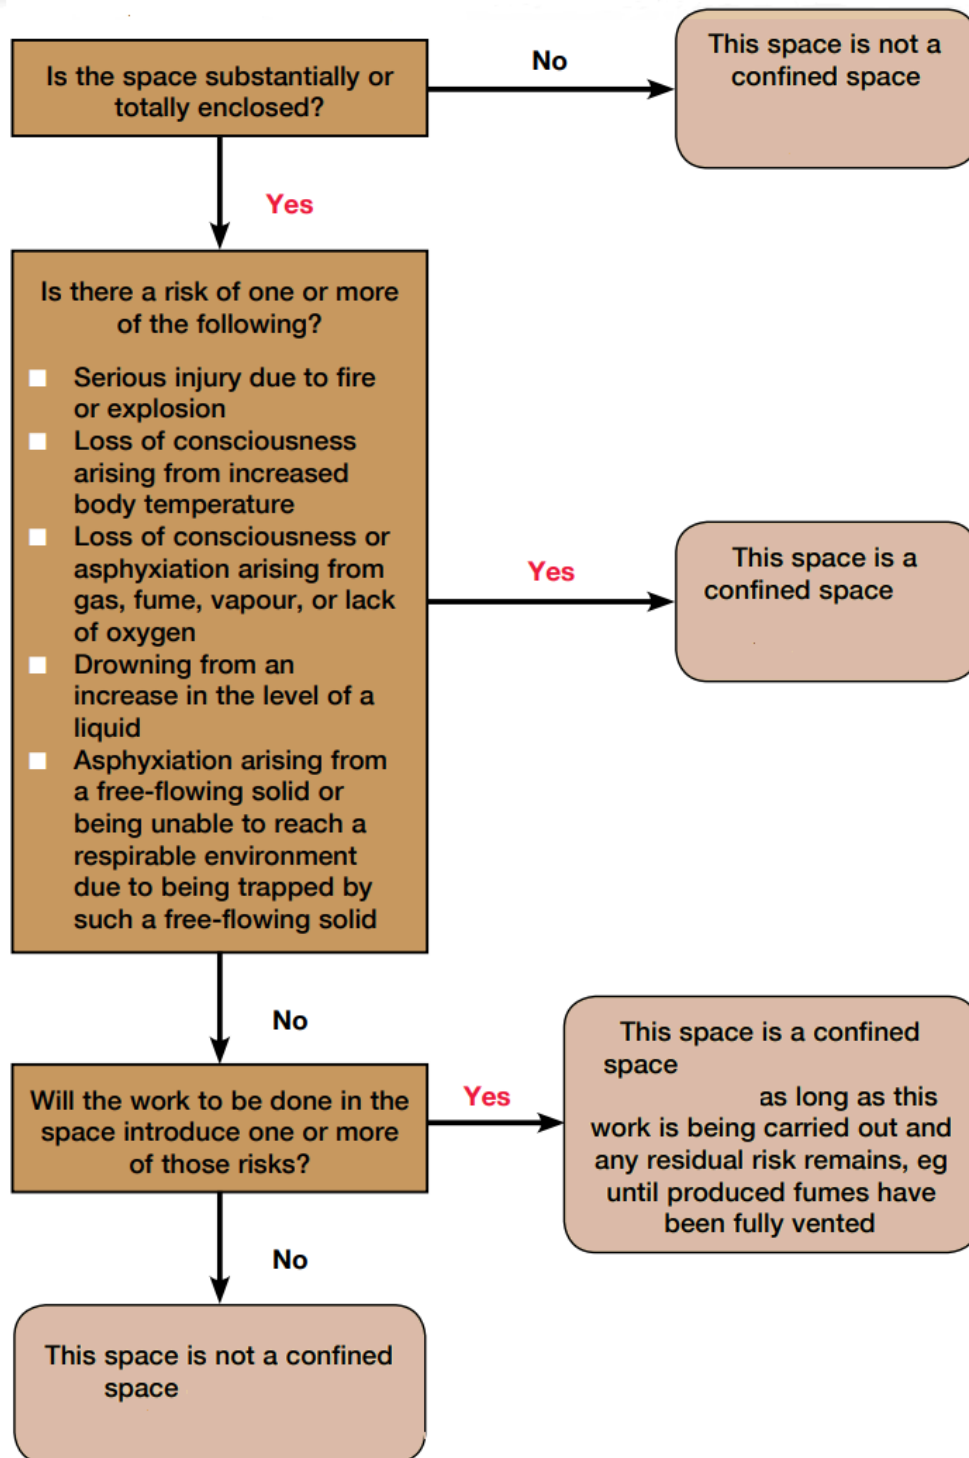 Is the space substantially or
totally enclosed?
No
This space is not a
confined space
Yes
Is there a risk of one or more
of the following?
Serious injury due to fire
or explosion
Loss of consciousness
arising from increased
body temperature
Loss of consciousness or
asphyxiation arising from
gas, fume, vapour, or lack
of oxygen
Drowning from an
increase in the level of a
liquid
Asphyxiation arising from
a free-flowing solid or
being unable to reach a
respirable environment
due to being trapped by
such a free-flowing solid
Yes
This space is a
confined space
No
Will the work to be done in the
space introduce one or more
of those risks?
Yes
This space is a confined
space
as long as this
work is being carried out and
any residual risk remains, eg
until produced fumes have
been fully vented
No
This space is not a confined
space